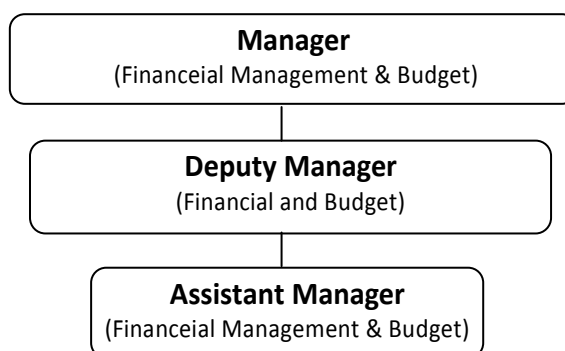 Manager
(Financeial Management & Budget)
Deputy Manager
(Financial and Budget)
Assistant Manager
(Financeial Management & Budget)